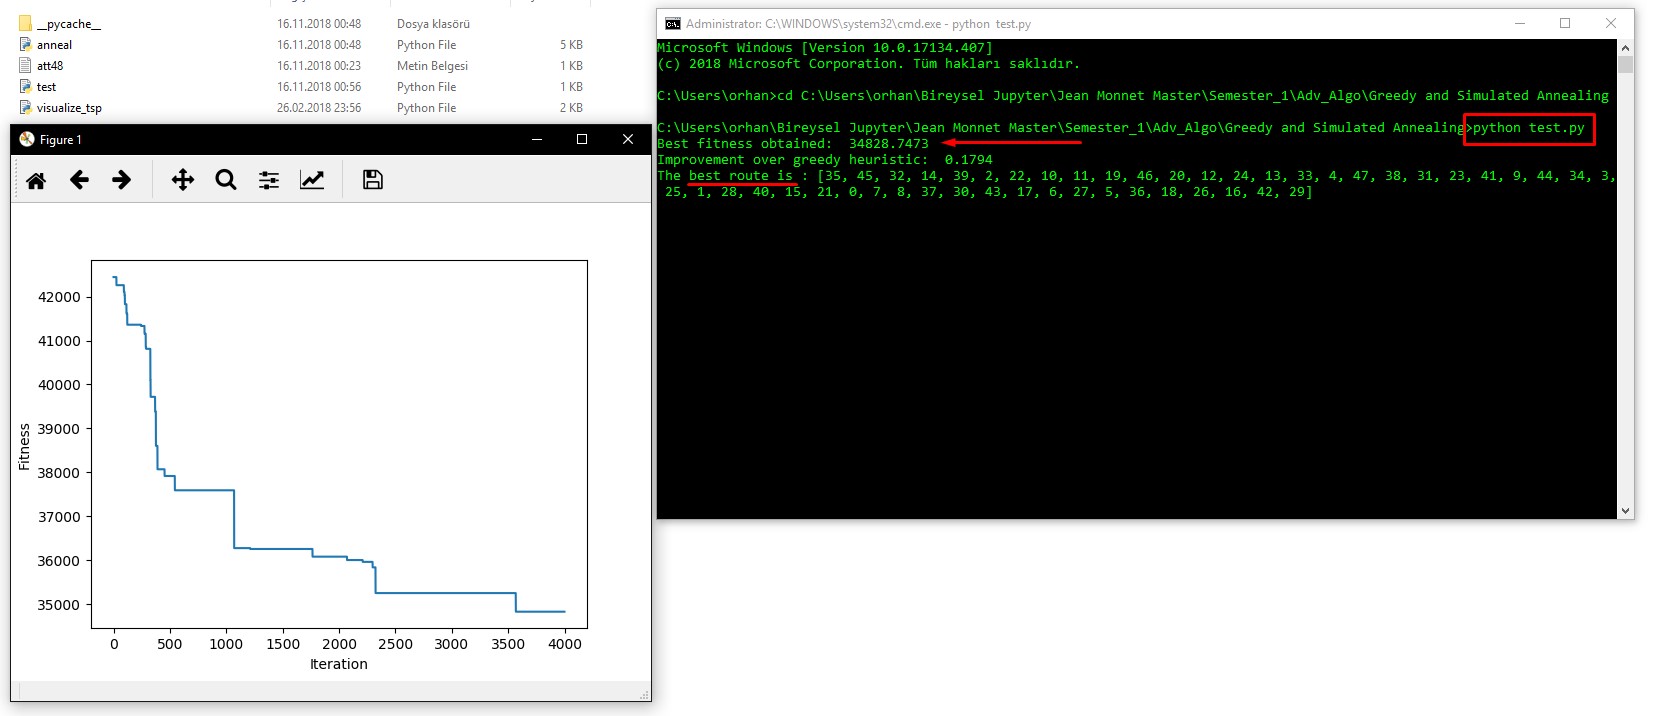 __pycache__ 16.11.2018 00:48 Dosya klasörü
anneal 16.11.2018 00:48 Python File 5 KB
att48 16.11.2018 00:23 Metin Belgesi 1 KB
test 16.11.2018 00:56 Python File 1 KB
visualize_tsp 26.02.2018 23:56 Python File 2 KB
Figure 1
42000
41000
40000
39000
38000
37000
36000
35000
Fitness
0 500 1000 1500 2000 2500 3000 3500 4000
Iteration
Administrator: C:\WINDOWS\system32\cmd.exe - python test.py
Microsoft Windows [Version 10.0.17134.407]
(c) 2018 Microsoft Corporation. Tüm hakları saklıdır.
C:\Users\orhan>cd C:\Users\orhan\Bireysel Jupyter\Jean Monnet Master\Semester_1\Adv_Algo\Greedy and Simulated Annealing
C:\Users\orhan\Bireysel Jupyter\Jean Monnet Master\Semester_1\Adv_Algo\Greedy and Simulated Annealing>python test.py
Best fitness obtained:  34828.7473
Improvement over greedy heuristic:  0.1794
The best route is : [35, 45, 32, 14, 39, 2, 22, 10, 11, 19, 46, 20, 12, 24, 13, 33, 4, 47, 38, 31, 23, 41, 9, 44, 34, 3,
25, 1, 28, 40, 15, 21, 0, 7, 8, 37, 30, 43, 17, 6, 27, 5, 36, 18, 26, 16, 42, 29]